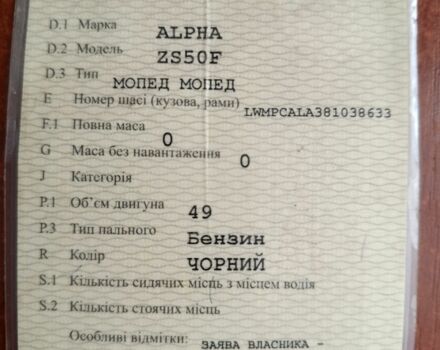 D.1 Марка ALPHA
D.2 Модель ZS50F
D.3 Тип МОПЕД МОПЕД
E Номер шасі (кузова, рами) LWMPCALA381038633
F.1 Повна маса 0
G Маса без навантаження 0
J Категорія
P.1 Об'єм двигуна 49
P.3 Тип пального Бензин
R Колір ЧОРНИЙ
S.1 Кількість сидячих місць з місцем водія
S.2 Кількість стоячих місць
Особливі відмітки: ЗАЯВА ВЛАСНИКА -